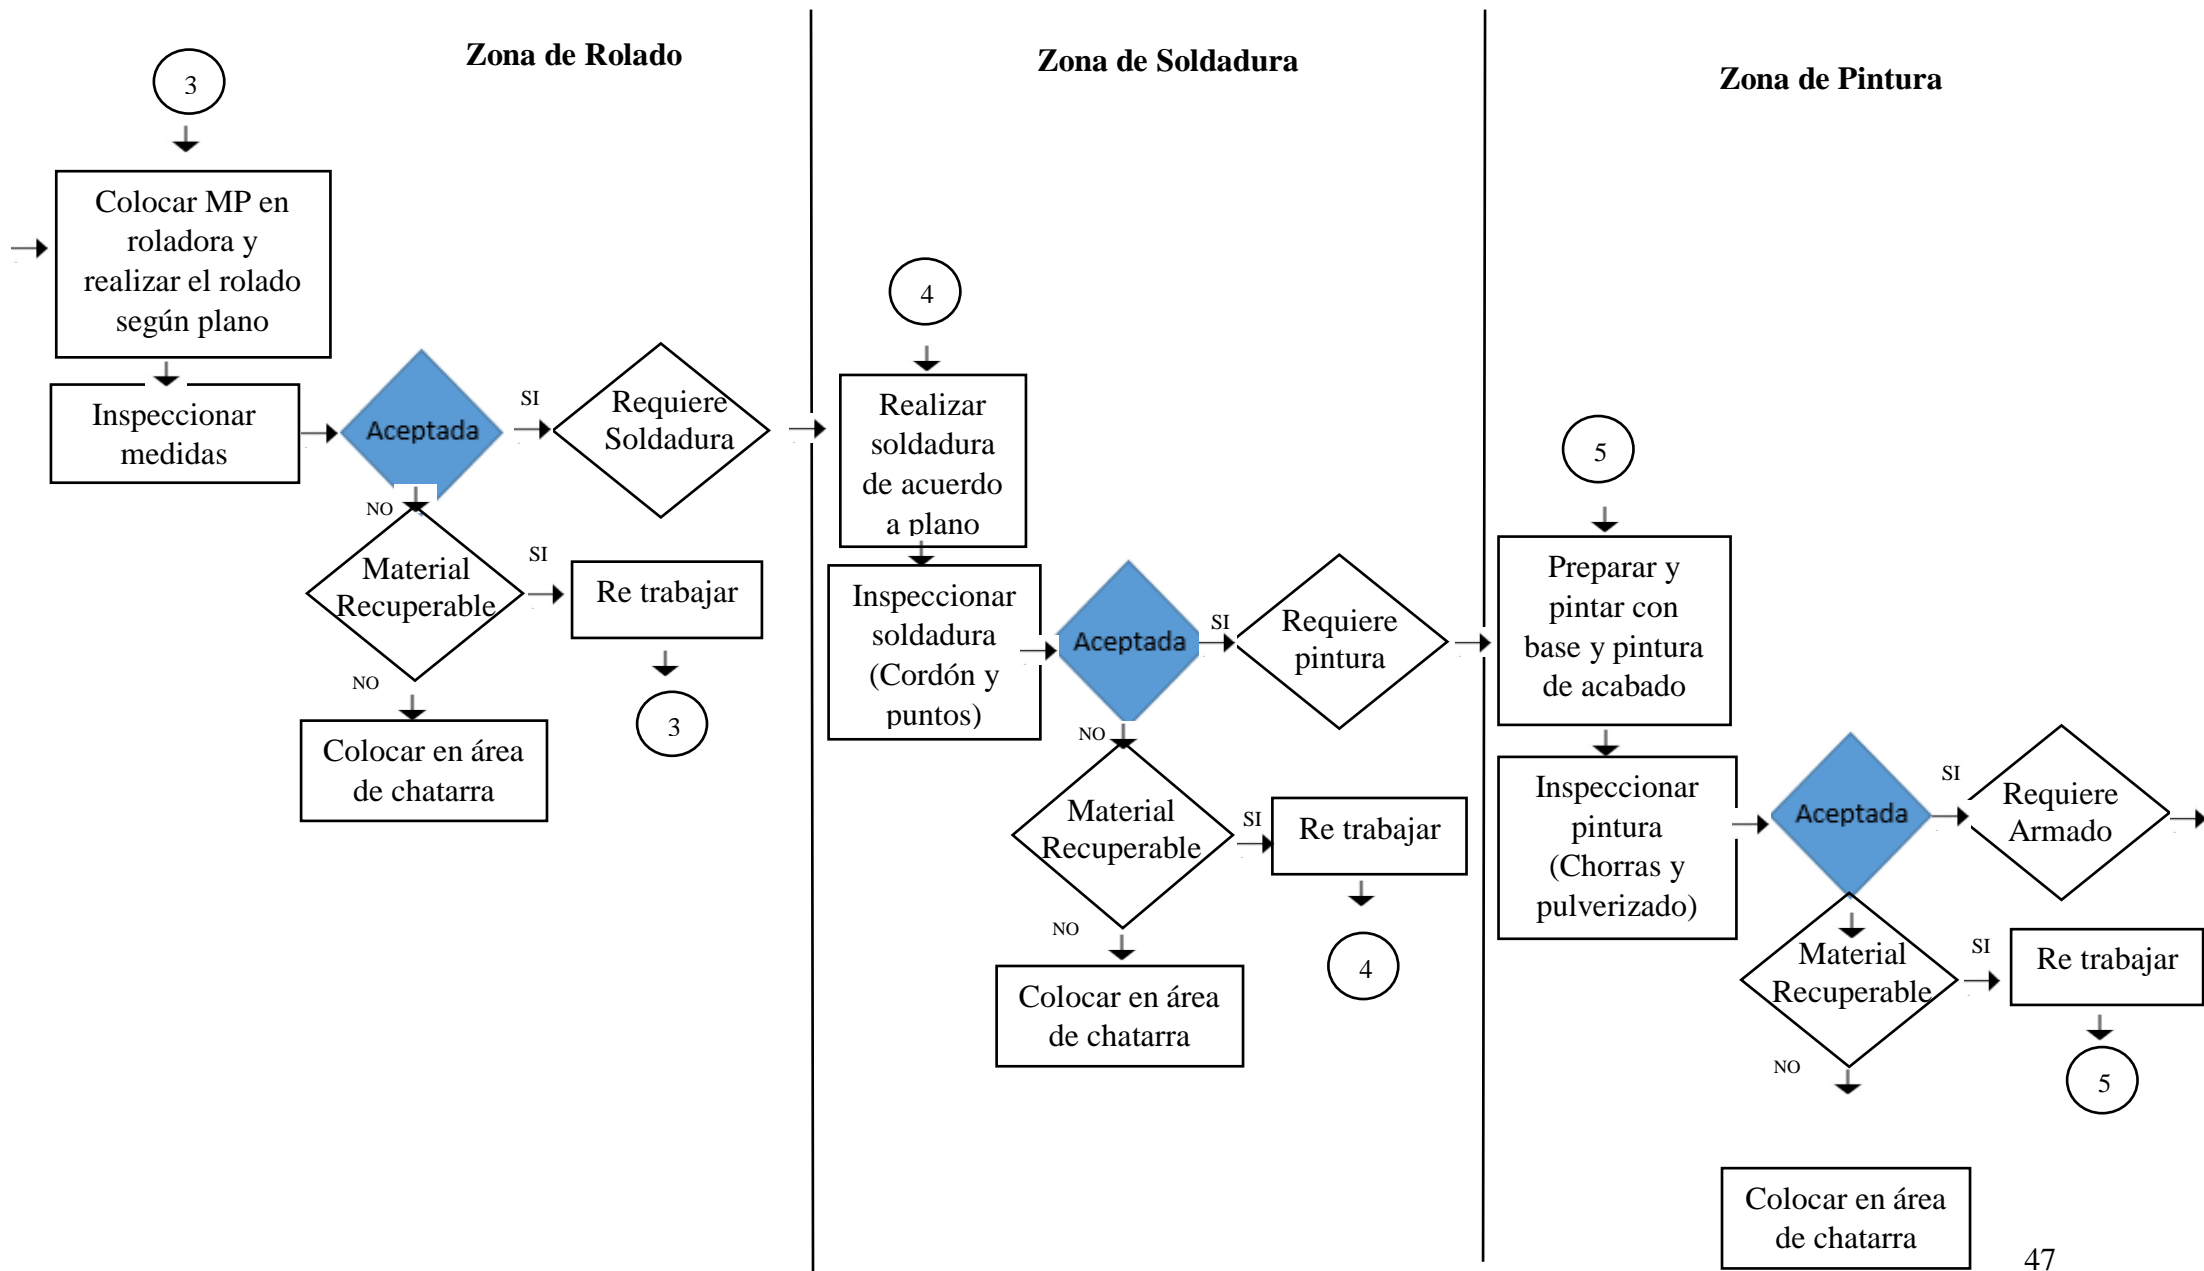 Zona de Rolado
3
Colocar MP en
roladora y
realizar el rolado
según plano
Inspeccionar
medidas
Aceptada
SI
Requiere
Soldadura
NO
Material
Recuperable
SI
Re trabajar
3
NO
Colocar en área
de chatarra
Zona de Soldadura
4
Realizar
soldadura
de acuerdo
a plano
Inspeccionar
soldadura
(Cordón y
puntos)
Aceptada
SI
Requiere
pintura
NO
Material
Recuperable
SI
Re trabajar
4
NO
Colocar en área
de chatarra
Zona de Pintura
5
Preparar y
pintar con
base y pintura
de acabado
Inspeccionar
pintura
(Chorras y
pulverizado)
Aceptada
SI
Requiere
Armado
Material
Recuperable
SI
Re trabajar
5
NO
Colocar en área
de chatarra
47